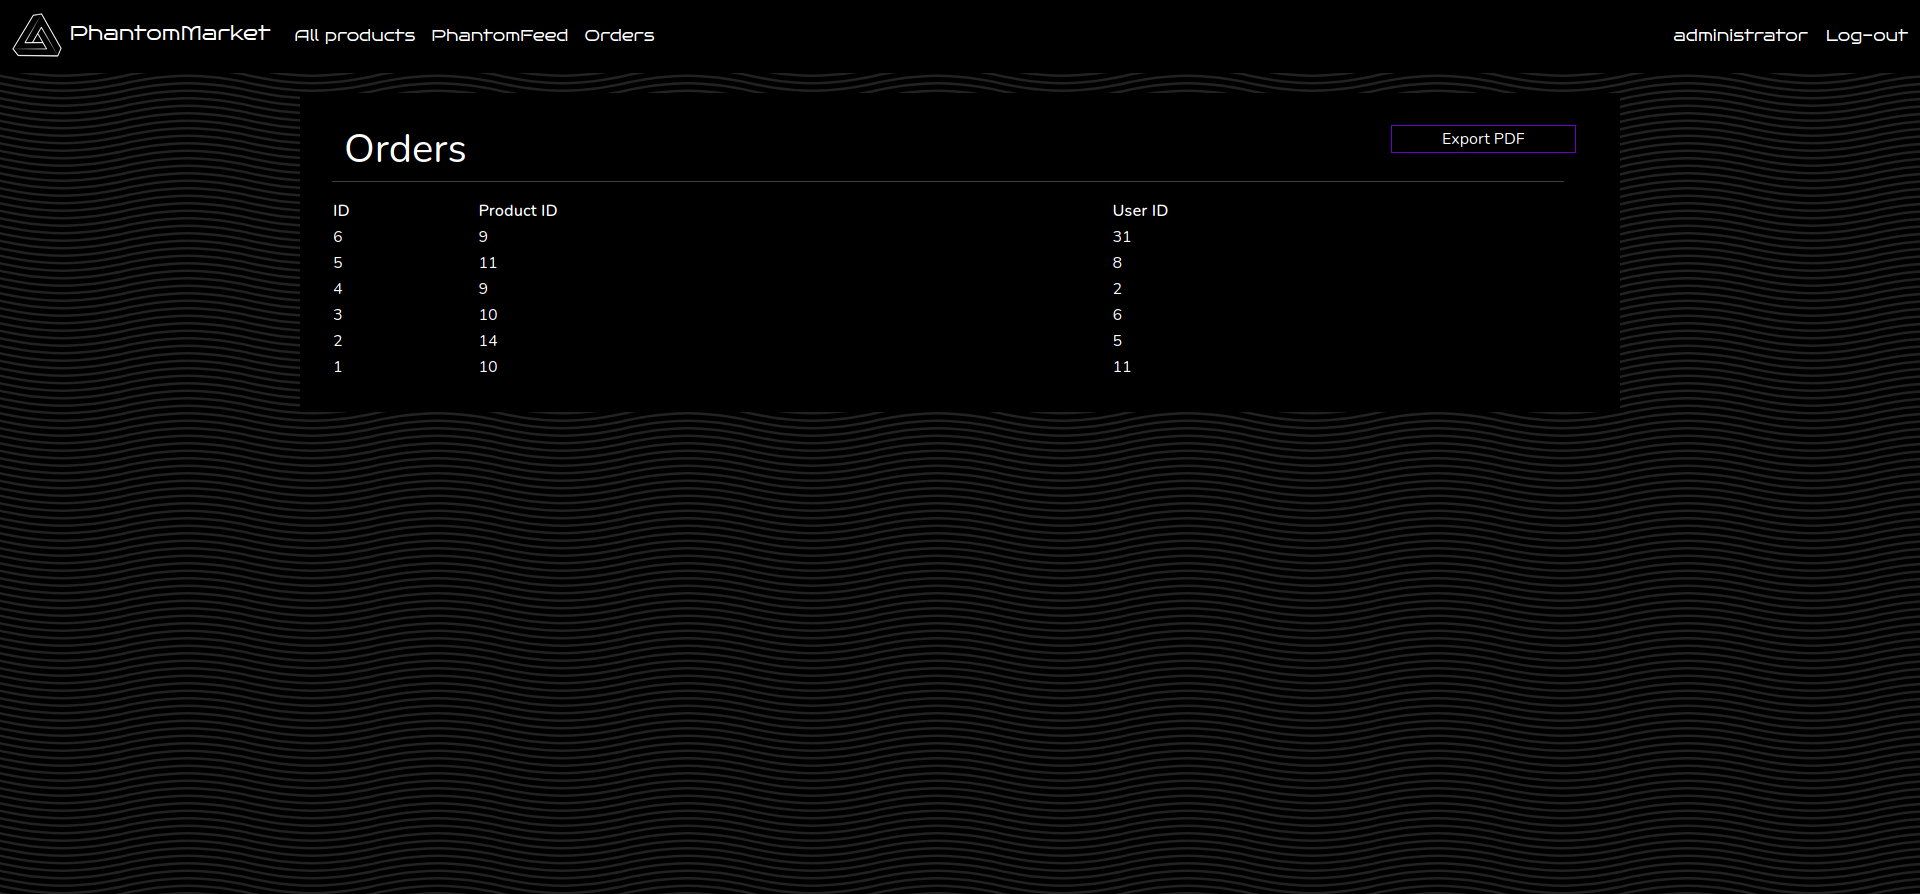 PhantomMarket All products PhantomFeed Orders administrator Log-out
Orders Export PDF
ID Product ID User ID
6 9 31
5 11 8
4 9 2
3 10 6
2 14 5
1 10 11